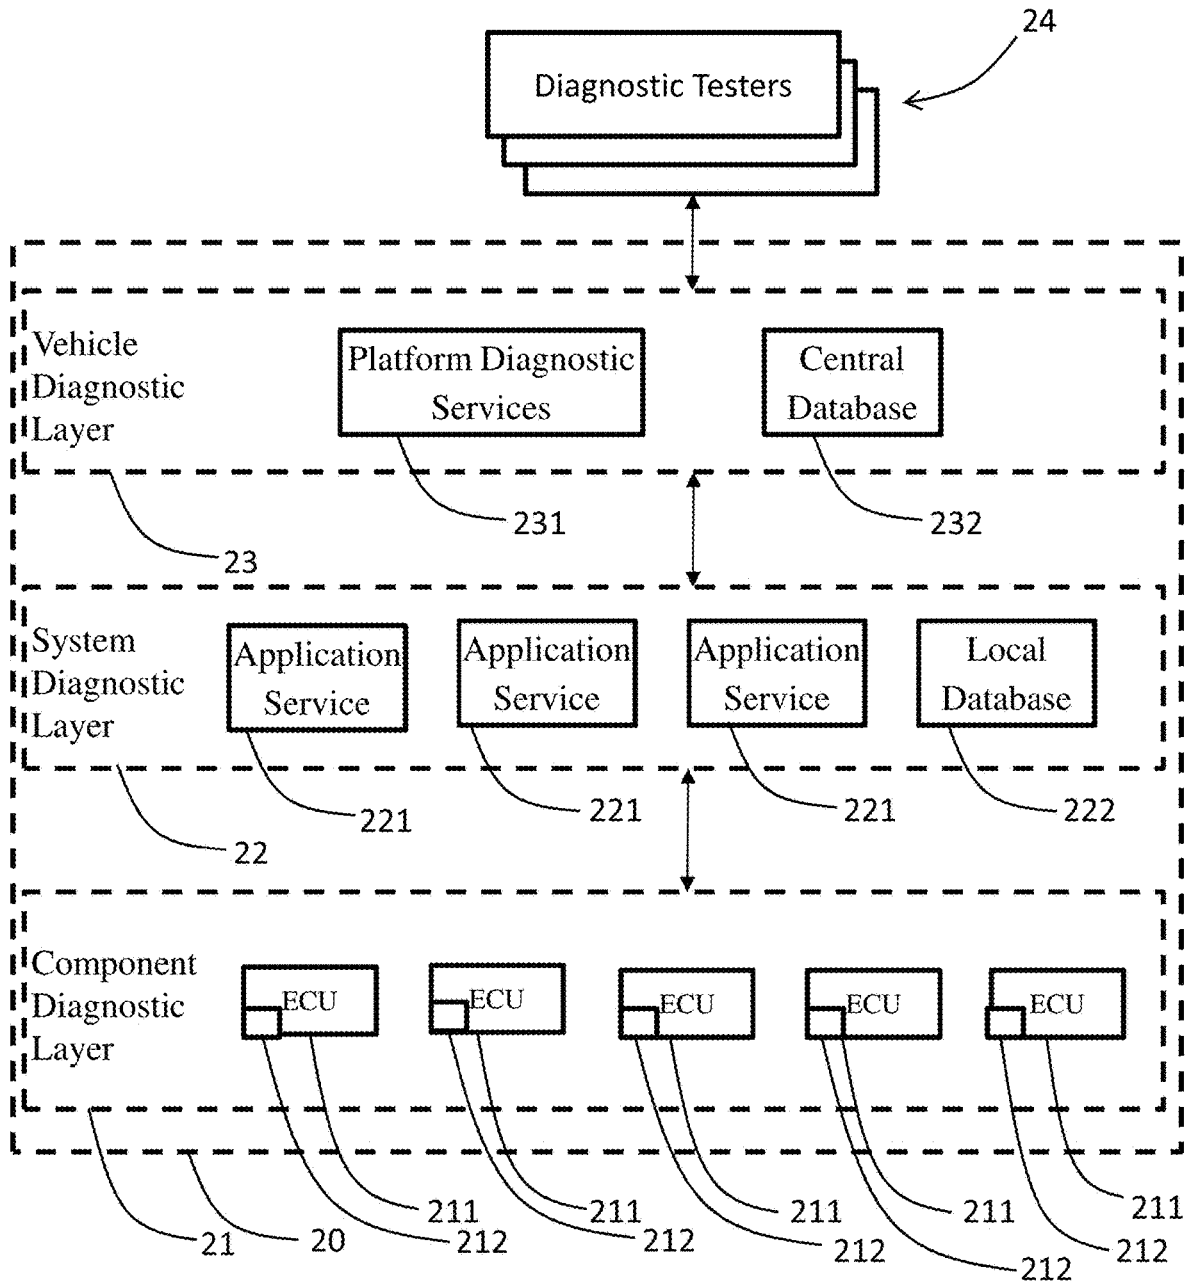 24
Diagnostic Testers
Vehicle
Diagnostic
Layer
Platform Diagnostic
Services
Central
Database
231
232
23
System
Diagnostic
Layer
Application
Service
Application
Service
Application
Service
Local
Database
221
221
221
222
22
Component
Diagnostic
Layer
ECU
ECU
ECU
ECU
ECU
211
211
211
211
211
21
20
212
212
212
212
212